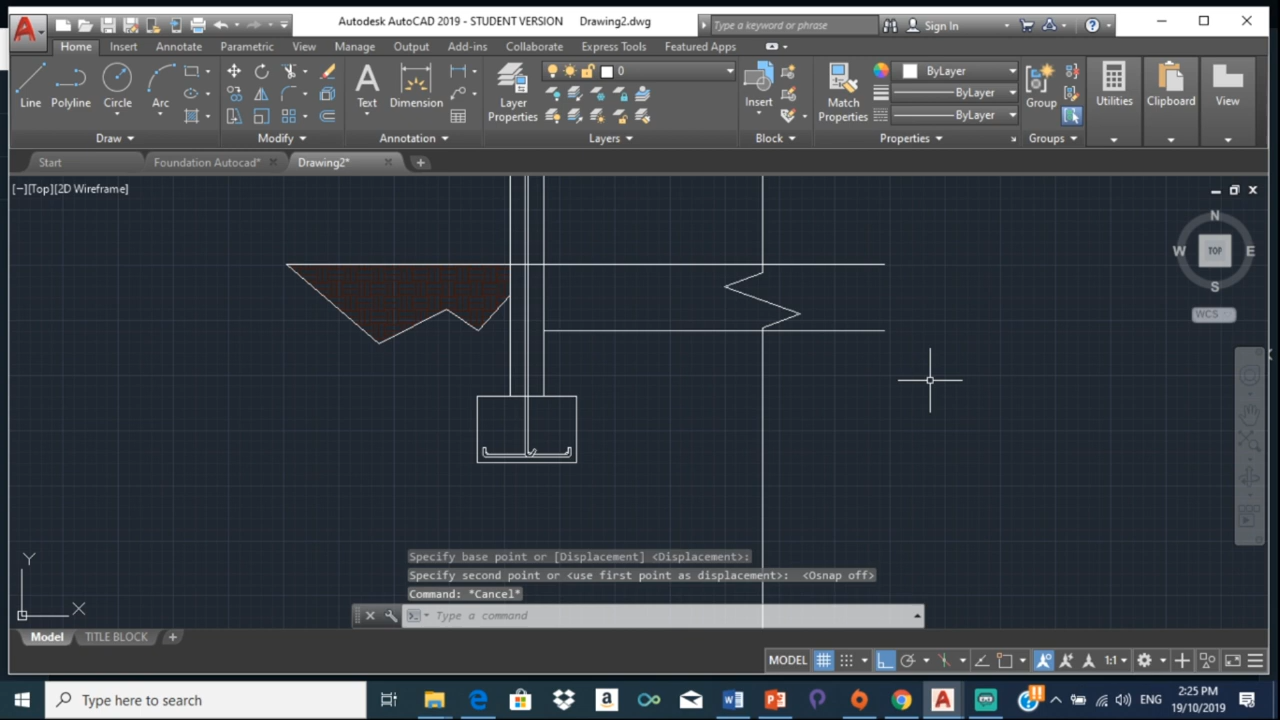 Autodesk AutoCAD 2019 - STUDENT VERSION Drawing2.dwg
Type a keyword or phrase
Sign In
Home Insert Annotate Parametric View Manage Output Add-ins Collaborate Express Tools Featured Apps
0
ByLayer
ByLayer
ByLayer
Line Polyline Circle Arc
Text Dimension
Layer Properties
Insert
Match Properties
Group
Utilities
Clipboard
View
Draw Modify Annotation Layers Block Properties Groups
Start Foundation Autocad* Drawing2*
[−][Top][2D Wireframe]
N
W TOP E
S
WCS
Y
X
Specify base point or [Displacement] <Displacement>:
Specify second point or <use first point as displacement>: <Osnap off>
Command: *Cancel*
Type a command
Model TITLE BLOCK
MODEL 1:1
Type here to search
ENG
2:25 PM
19/10/2019